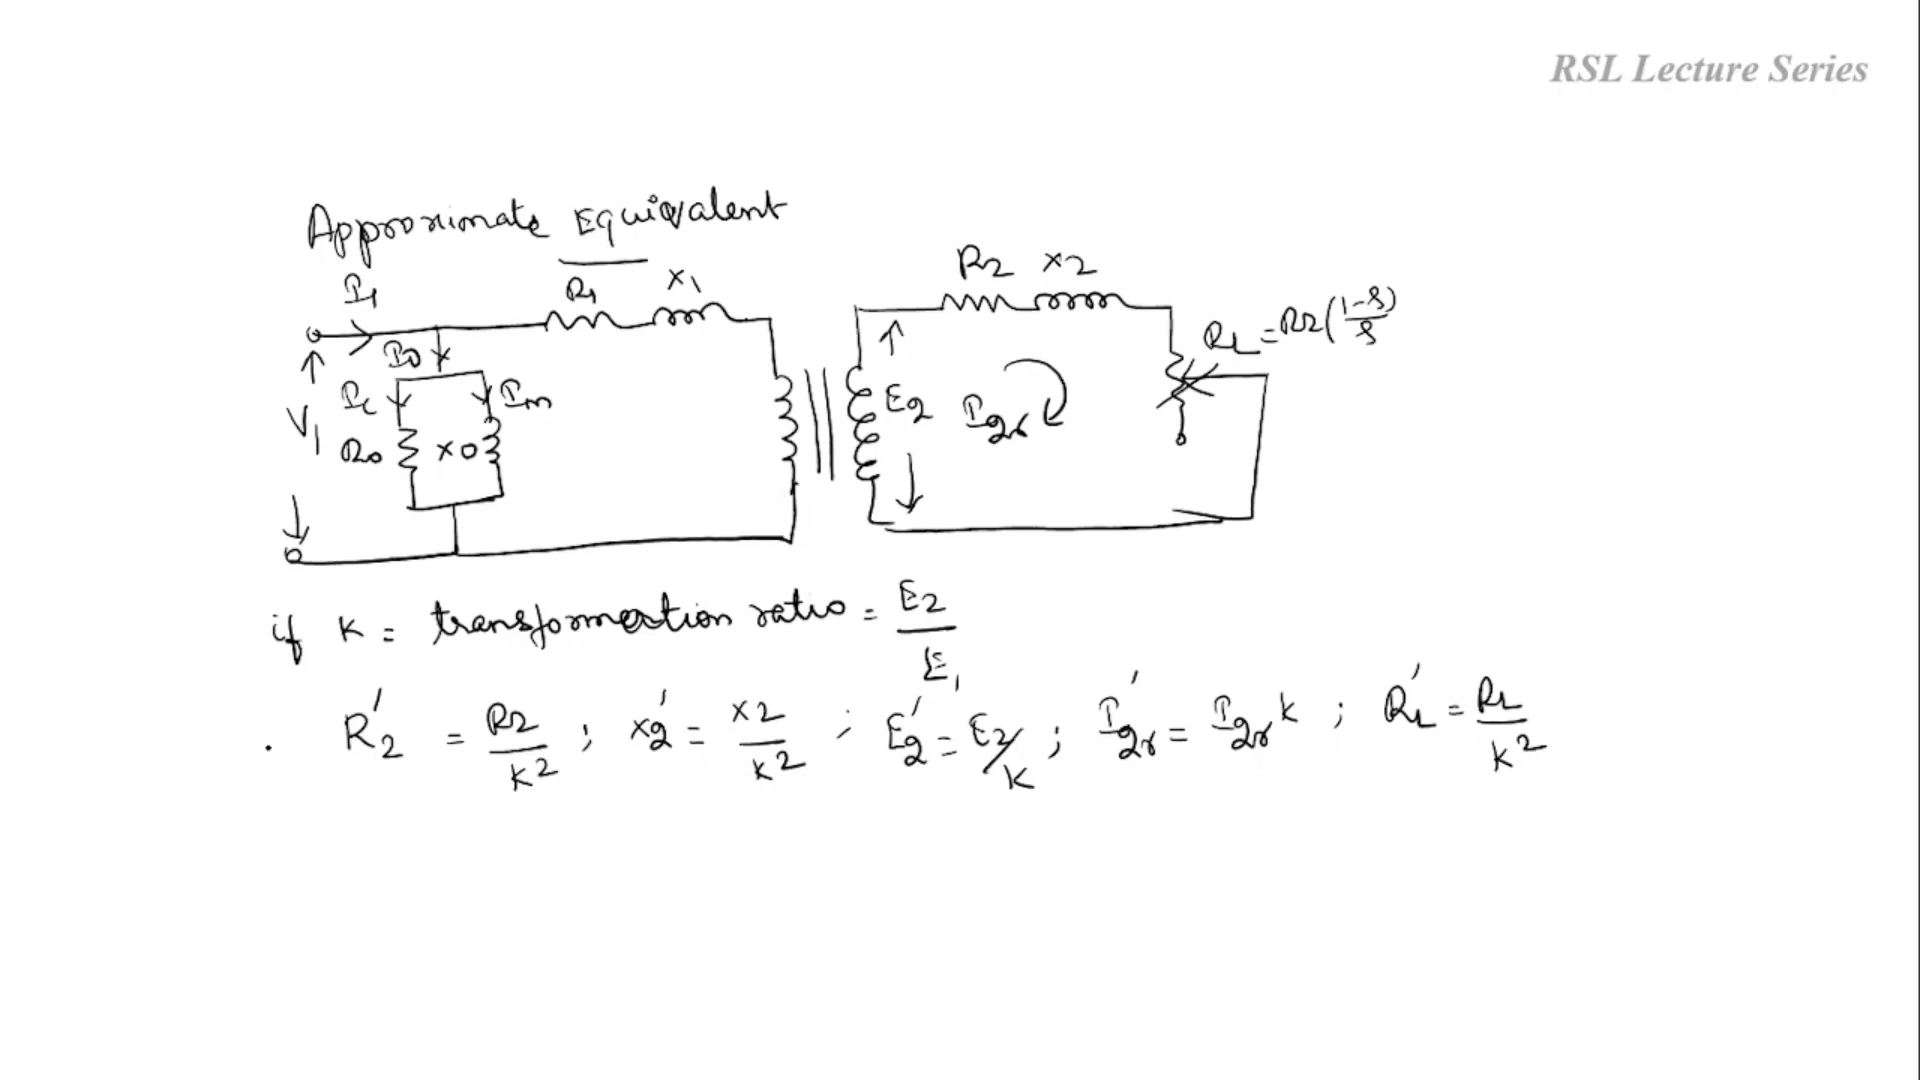 RSL Lecture Series
Approximate Equivalent
I1 R1 X1 R2 X2
RL = R2(1-s/s)
I0
V1 Ic Im E2 I2r
R0 X0
if K = transformation ratio = E2/E1
R2' = R2/K2 ; X2' = X2/K2 ; E2' = E2/K ; I2r' = I2r K ; RL' = RL/K2